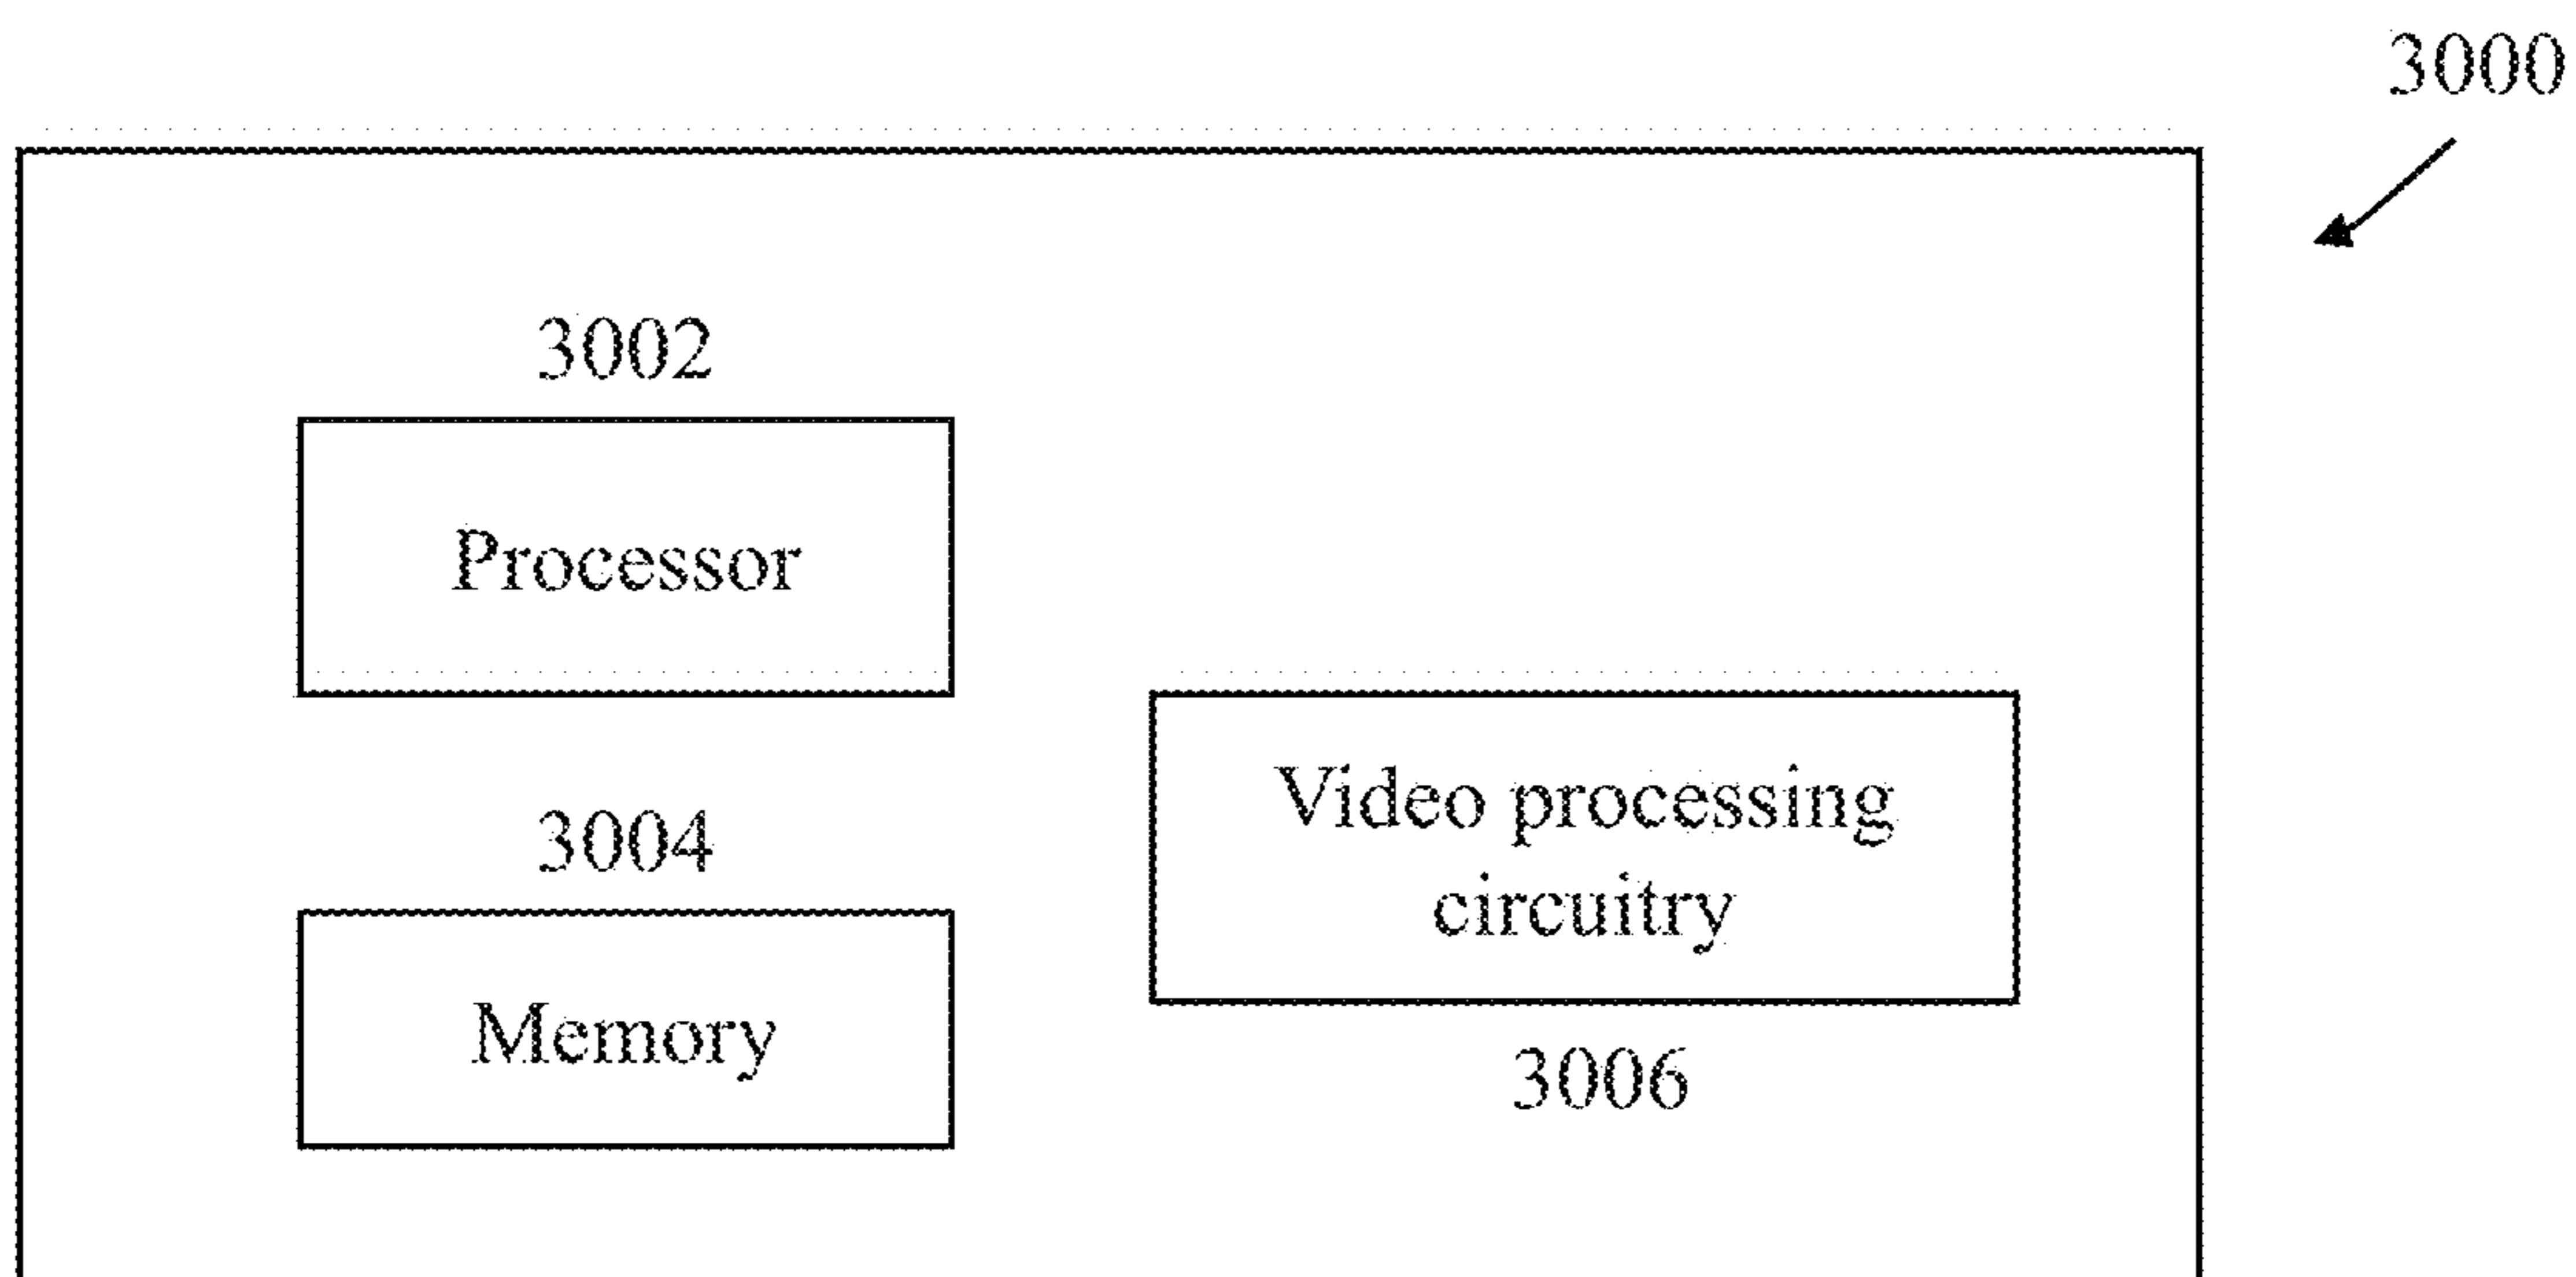 3000
3002
Processor
3004
Memory
Video processing
circuitry
3006